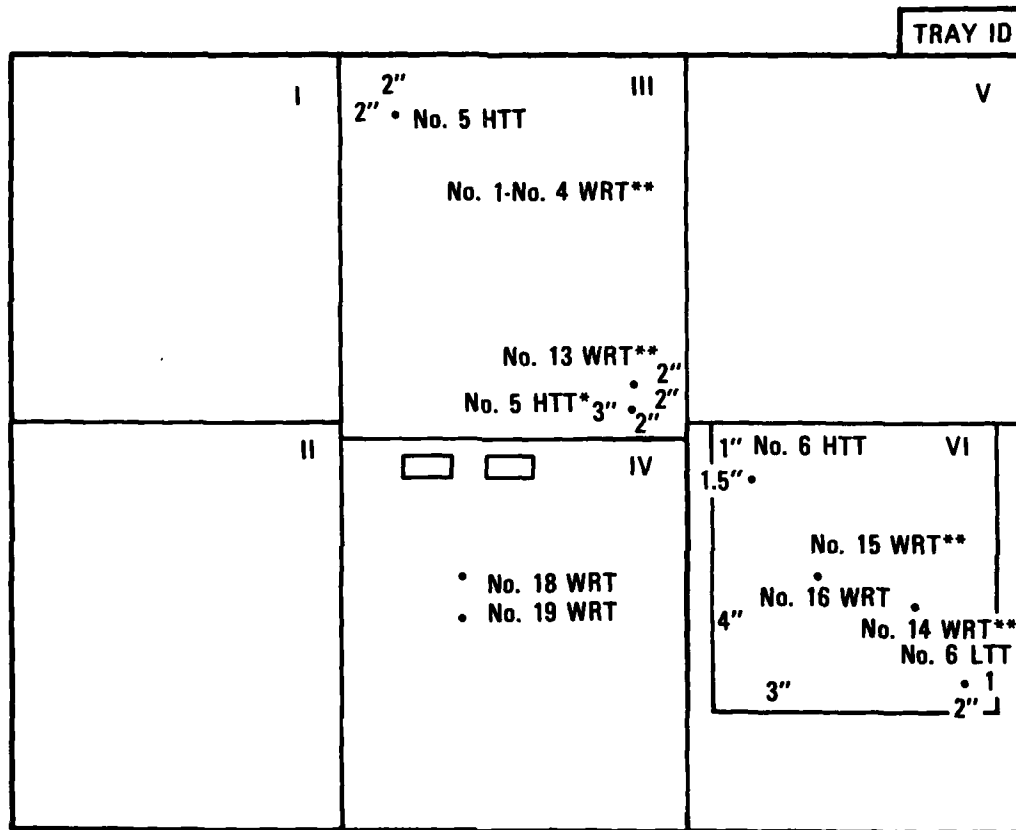 TRAY ID
I
2"
III
V
2" • No. 5 HTT
No. 1-No. 4 WRT**
No. 13 WRT**
2"
No. 5 HTT* 3" 2"
2"
II
IV
1" No. 6 HTT VI
1.5"
No. 15 WRT**
• No. 18 WRT
No. 16 WRT
• No. 19 WRT
4"
No. 14 WRT**
No. 6 LTT
3"
• 1
2"